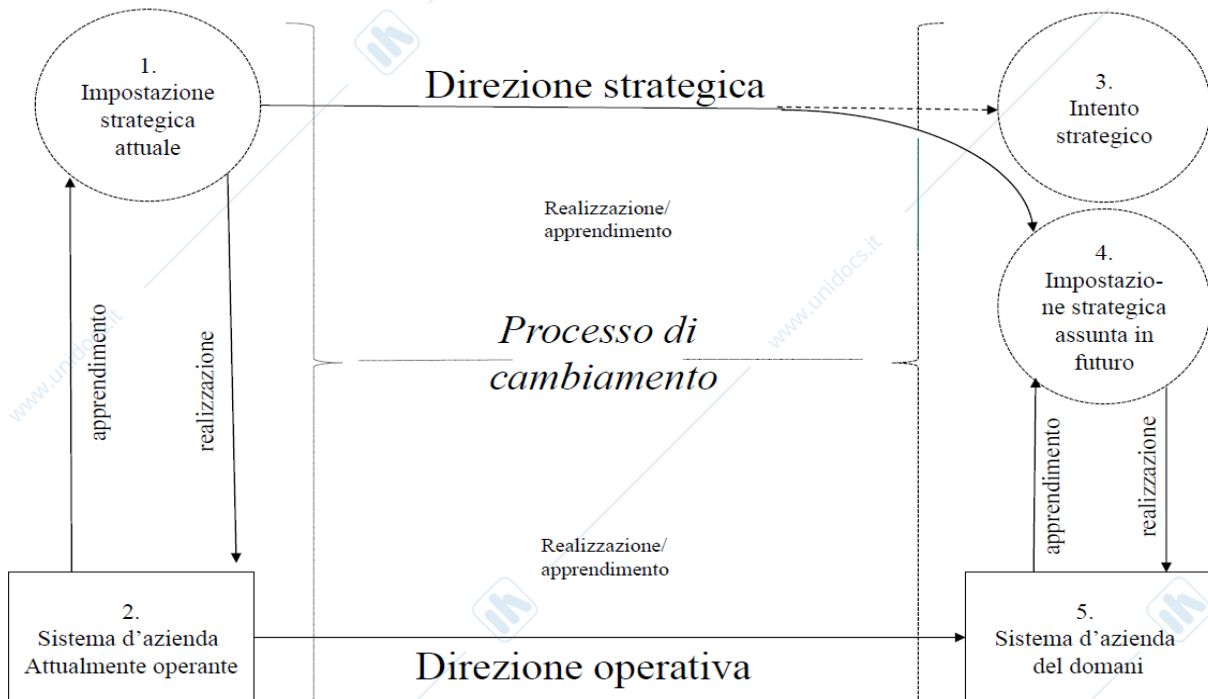 1.
Impostazione
strategica
attuale
Direzione strategica
3.
Intento
strategico
Realizzazione/
apprendimento
4.
Impostazio-
ne strategica
assunta in
futuro
apprendimento
realizzazione
Processo di
cambiamento
apprendimento
realizzazione
Realizzazione/
apprendimento
2.
Sistema d’azienda
Attualmente operante
Direzione operativa
5.
Sistema d’azienda
del domani
www.unidocs.it
www.unidocs.it